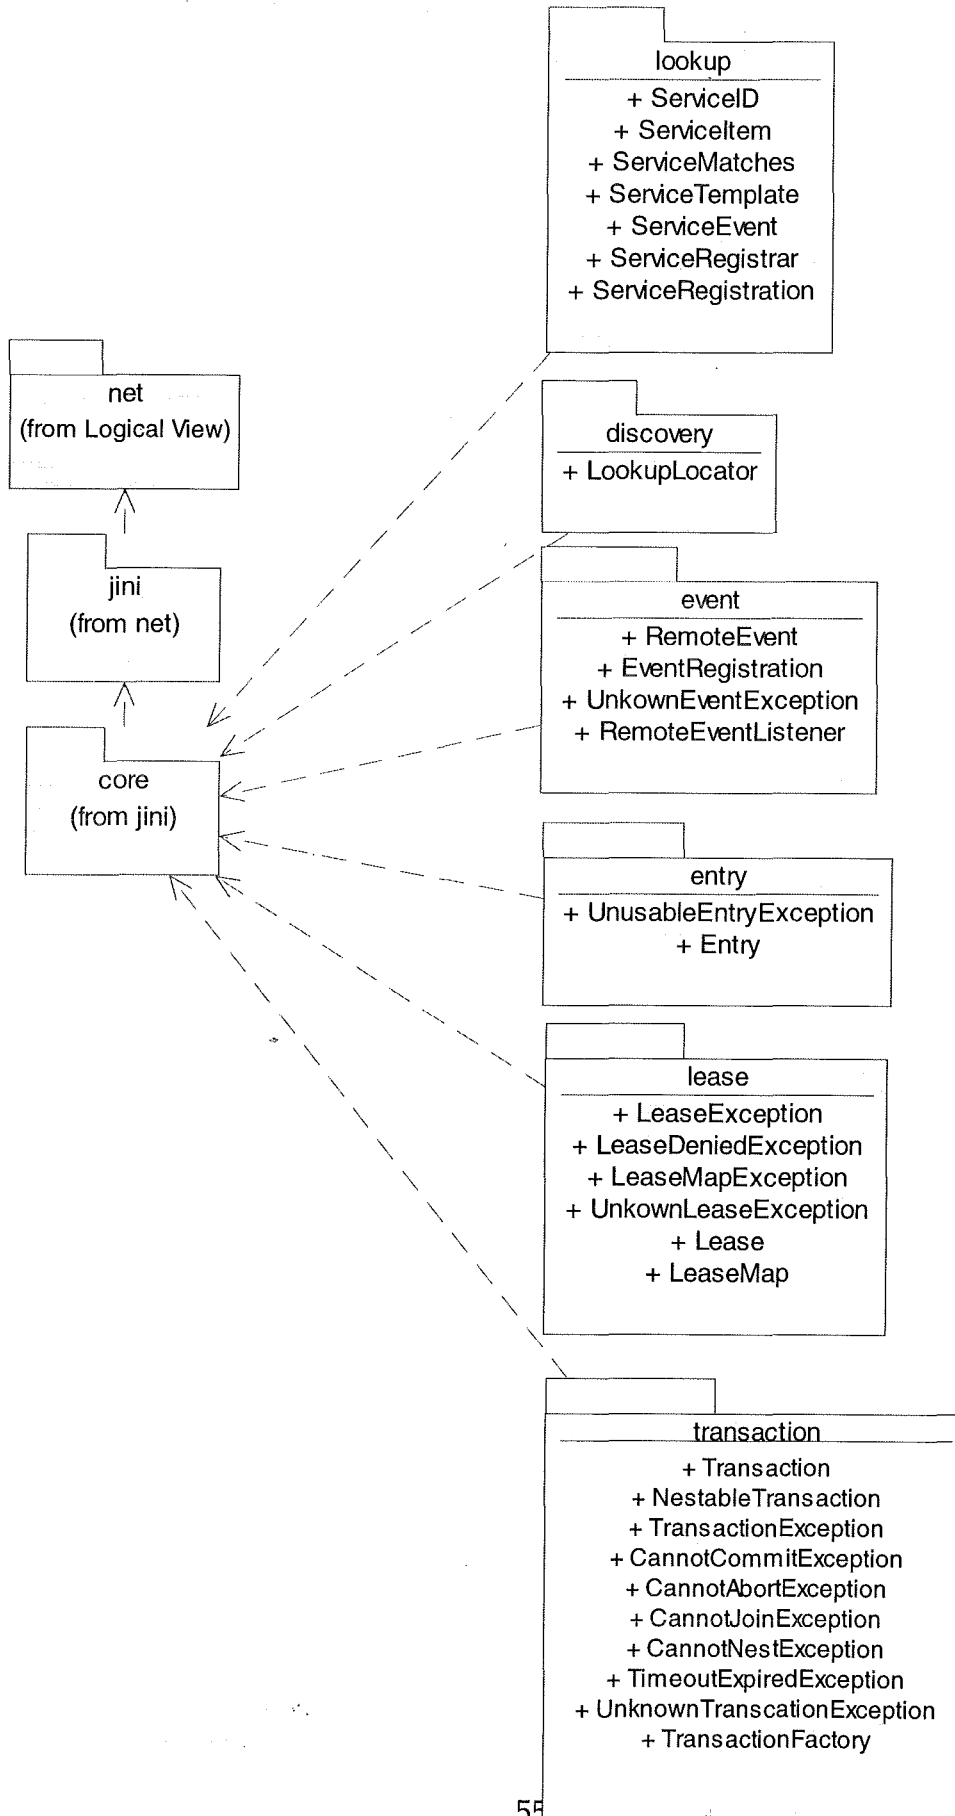 lookup
+ ServiceID
+ ServiceItem
+ ServiceMatches
+ ServiceTemplate
+ ServiceEvent
+ ServiceRegistrar
+ ServiceRegistration
net
(from Logical View)
discovery
+ LookupLocator
jini
(from net)
event
+ RemoteEvent
+ EventRegistration
+ UnkownEventException
+ RemoteEventListener
core
(from jini)
entry
+ UnusableEntryException
+ Entry
lease
+ LeaseException
+ LeaseDeniedException
+ LeaseMapException
+ UnkownLeaseException
+ Lease
+ LeaseMap
transaction
+ Transaction
+ NestableTransaction
+ TransactionException
+ CannotCommitException
+ CannotAbortException
+ CannotJoinException
+ CannotNestException
+ TimeoutExpiredException
+ UnknownTranscationException
+ TransactionFactory